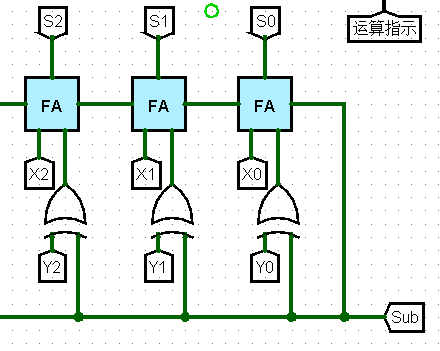 S2 S1 S0
运算指示
FA FA FA
X2 X1 X0
Y2 Y1 Y0
Sub